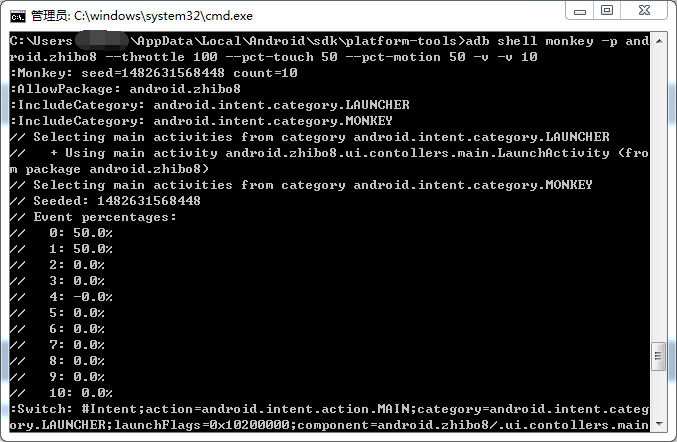 管理员: C:\windows\system32\cmd.exe
C:\Users \AppData\Local\Android\sdk\platform-tools>adb shell monkey -p and
roid.zhibo8 --throttle 100 --pct-touch 50 --pct-motion 50 -v -v 10
:Monkey: seed=1482631568448 count=10
:AllowPackage: android.zhibo8
:IncludeCategory: android.intent.category.LAUNCHER
:IncludeCategory: android.intent.category.MONKEY
// Selecting main activities from category android.intent.category.LAUNCHER
//   + Using main activity android.zhibo8.ui.contollers.main.LaunchActivity (fro
m package android.zhibo8)
// Selecting main activities from category android.intent.category.MONKEY
// Seeded: 1482631568448
// Event percentages:
//   0: 50.0%
//   1: 50.0%
//   2: 0.0%
//   3: 0.0%
//   4: -0.0%
//   5: 0.0%
//   6: 0.0%
//   7: 0.0%
//   8: 0.0%
//   9: 0.0%
//   10: 0.0%
:Switch: #Intent;action=android.intent.action.MAIN;category=android.intent.categ
ory.LAUNCHER;launchFlags=0x10200000;component=android.zhibo8/.ui.contollers.main